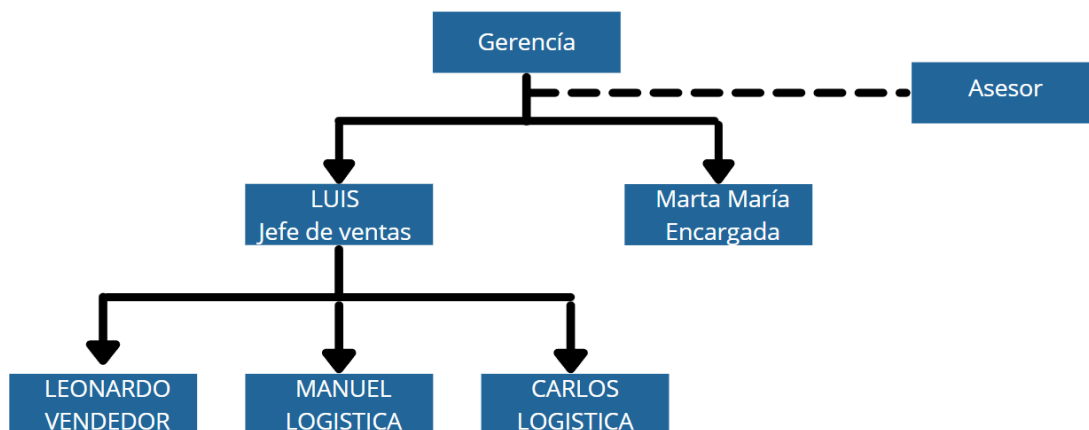 Gerencía
Asesor
LUIS
Jefe de ventas
Marta María
Encargada
LEONARDO
VENDEDOR
MANUEL
LOGISTICA
CARLOS
LOGISTICA